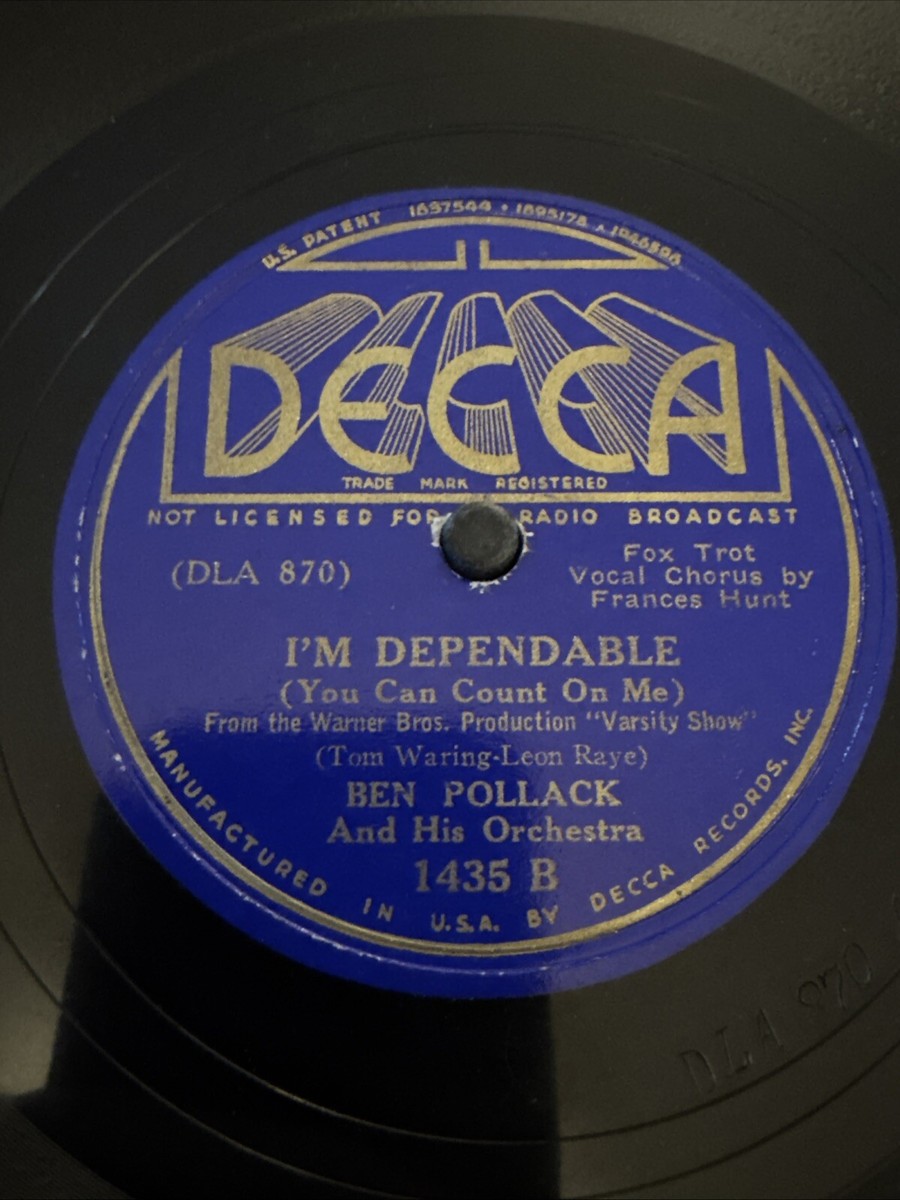 U.S. PATENT 1637544 • 1695178 • 1946596
DECCA
TRADE MARK REGISTERED
NOT LICENSED FOR RADIO BROADCAST
(DLA 870)
Fox Trot
Vocal Chorus by
Frances Hunt
I'M DEPENDABLE
(You Can Count On Me)
From the Warner Bros. Production "Varsity Show"
(Tom Waring-Leon Raye)
BEN POLLACK
And His Orchestra
1435 B
MANUFACTURED IN U.S.A. BY DECCA RECORDS, INC.
DLA 870